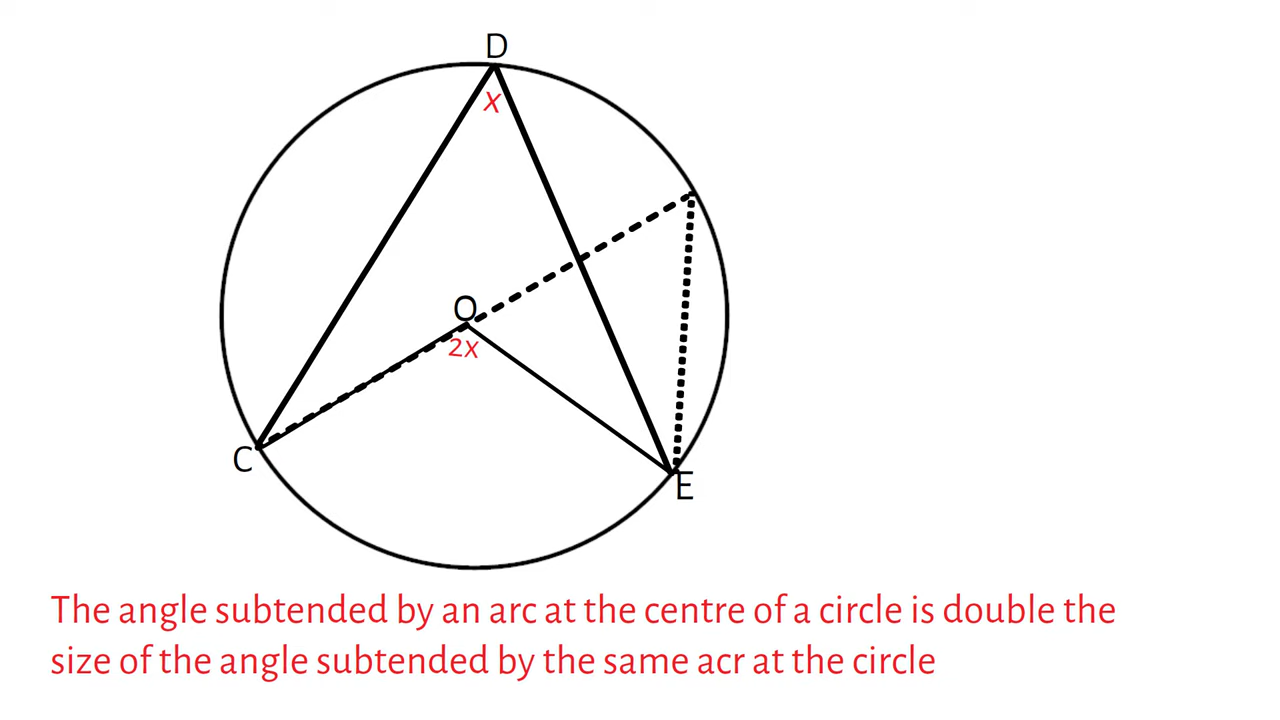 D
x
O
2x
C
E
The angle subtended by an arc at the centre of a circle is double the
size of the angle subtended by the same acr at the circle